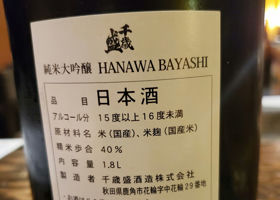 千歳盛
純米大吟醸 HANAWA BAYASHI
品目 日本酒
アルコール分 15度以上16度未満
原材料名 米(国産)、米麹(国産米)
精米歩合 40%
内容量 1.8L
製造者 千歳盛酒造株式会社
秋田県鹿角市花輪字中花輪29番地